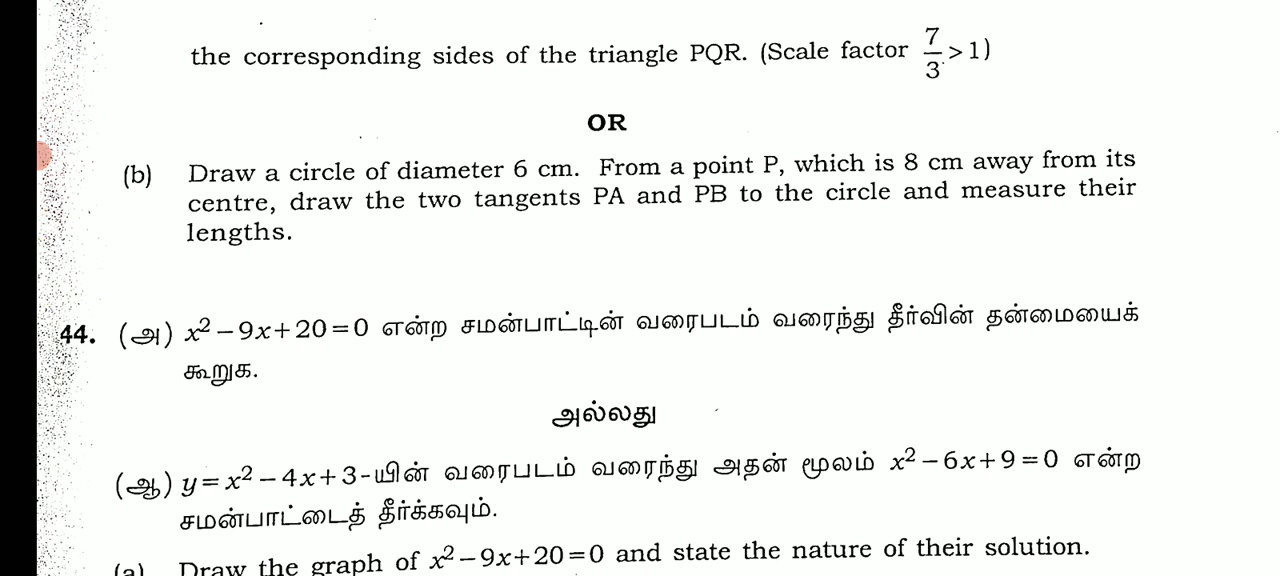 the corresponding sides of the triangle PQR. (Scale factor 7/3 > 1)
OR
(b) Draw a circle of diameter 6 cm. From a point P, which is 8 cm away from its
centre, draw the two tangents PA and PB to the circle and measure their
lengths.
44. (அ) x² – 9x + 20 = 0 என்ற சமன்பாட்டின் வரைபடம் வரைந்து தீர்வின் தன்மையைக்
கூறுக.
அல்லது
(ஆ) y = x² – 4x + 3-யின் வரைபடம் வரைந்து அதன் மூலம் x² – 6x + 9 = 0 என்ற
சமன்பாட்டைத் தீர்க்கவும்.
(a) Draw the graph of x² – 9x + 20 = 0 and state the nature of their solution.